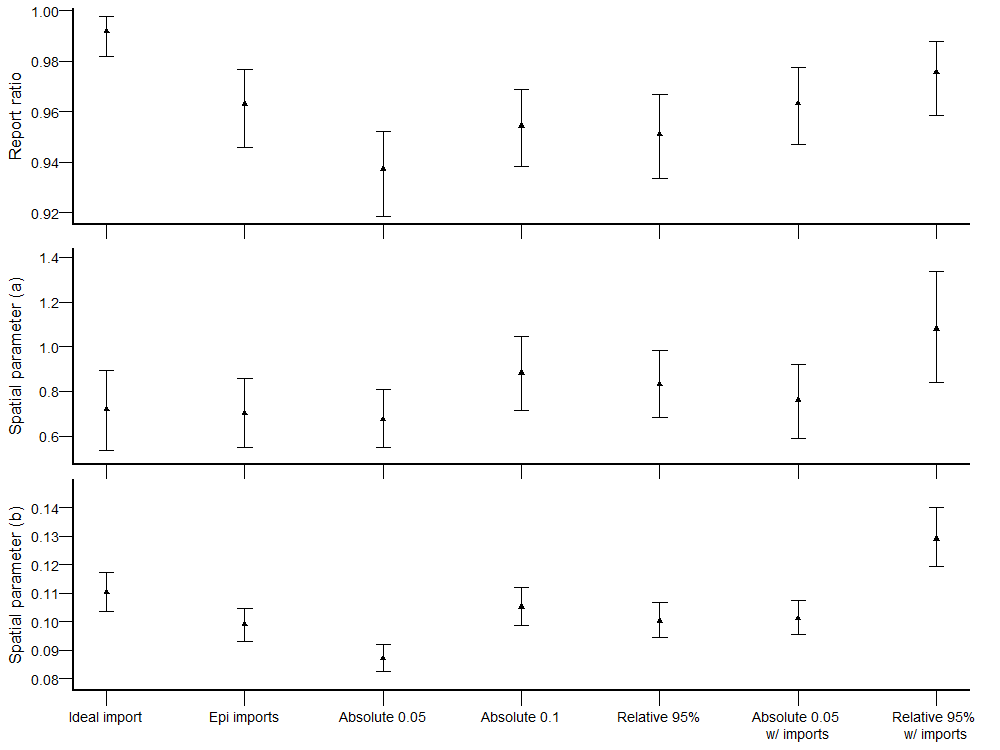 Report ratio
1.00
0.98
0.96
0.94
0.92
Spatial parameter (a)
1.4
1.2
1.0
0.8
0.6
Spatial parameter (b)
0.14
0.13
0.12
0.11
0.10
0.09
0.08
Ideal import
Epi imports
Absolute 0.05
Absolute 0.1
Relative 95%
Absolute 0.05
w/ imports
Relative 95%
w/ imports